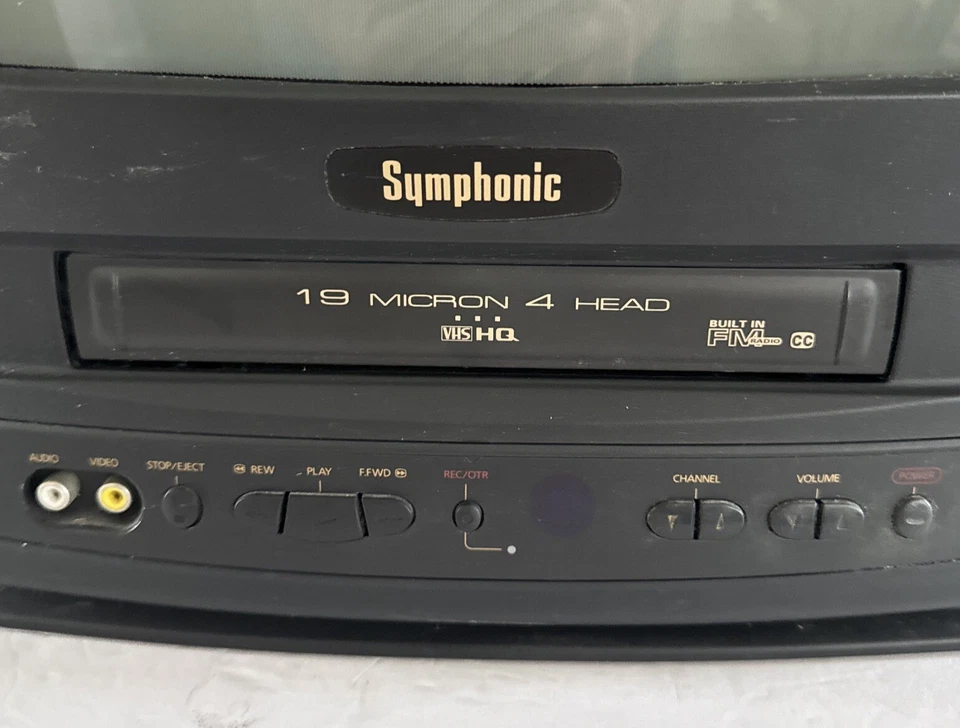 Symphonic
19 MICRON 4 HEAD
VHS HQ
BUILT IN
FM RADIO CC
AUDIO VIDEO STOP/EJECT REW PLAY F.FWD REC/OTR CHANNEL VOLUME POWER